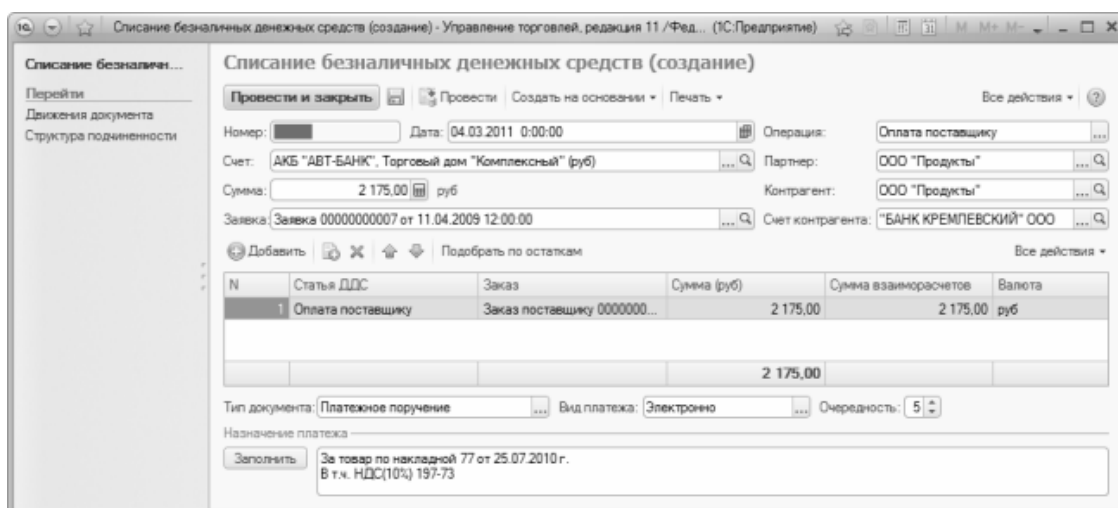 Списание безналичных денежных средств (создание) - Управление торговлей, редакция 11 /Фед... (1С:Предприятие) M M+ M-
Списание безналичн...
Перейти
Движения документа
Структура подчиненности
Списание безналичных денежных средств (создание)
Провести и закрыть Провести Создать на основании Печать Все действия
Номер: Дата: 04.03.2011 0:00:00 Операция: Оплата поставщику
Счет: АКБ "АВТ-БАНК", Торговый дом "Комплексный" (руб) Партнер: ООО "Продукты"
Сумма: 2 175,00 руб Контрагент: ООО "Продукты"
Заявка: Заявка 00000000007 от 11.04.2009 12:00:00 Счет контрагента: "БАНК КРЕМЛЕВСКИЙ" ООО
Добавить Подобрать по остаткам Все действия
N Статья ДДС Заказ Сумма (руб) Сумма взаиморасчетов Валюта
1 Оплата поставщику Заказ поставщику 0000000... 2 175,00 2 175,00 руб
2 175,00
Тип документа: Платежное поручение Вид платежа: Электронно Очередность: 5
Назначение платежа
Заполнить За товар по накладной 77 от 25.07.2010 г.
В т.ч. НДС(10%) 197-73